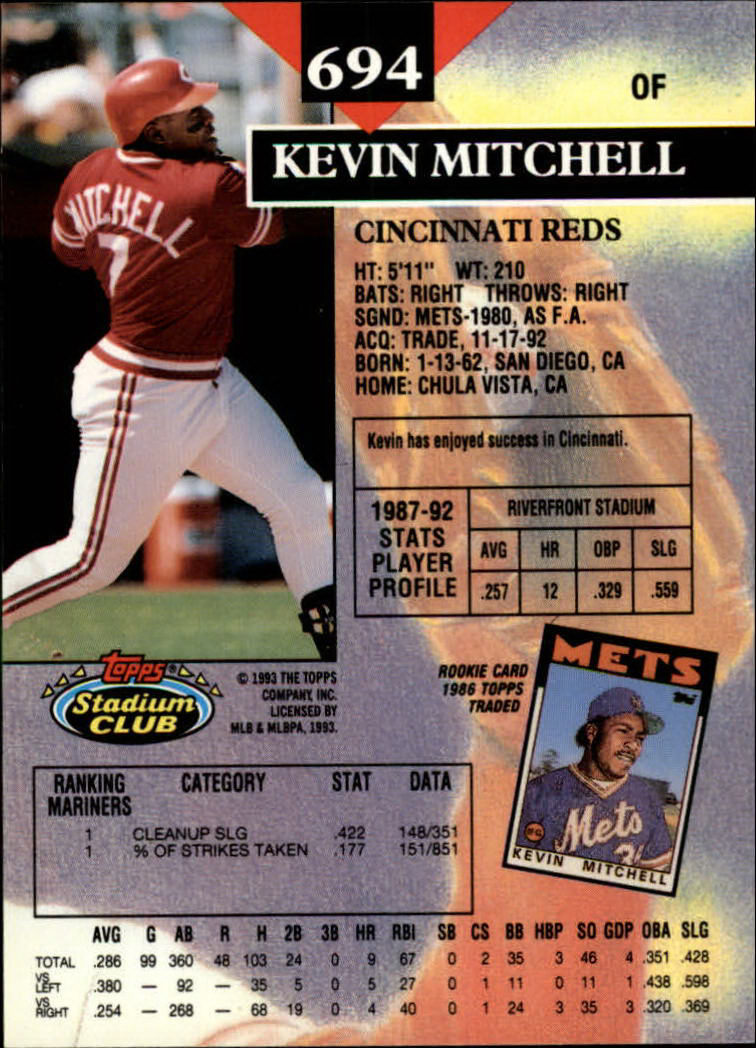 694
OF
KEVIN MITCHELL
MITCHELL
7
CINCINNATI REDS
HT: 5'11" WT: 210
BATS: RIGHT THROWS: RIGHT
SGND: METS-1980, AS F.A.
ACQ: TRADE, 11-17-92
BORN: 1-13-62, SAN DIEGO, CA
HOME: CHULA VISTA, CA
Kevin has enjoyed success in Cincinnati.
1987-92
STATS
PLAYER
PROFILE
RIVERFRONT STADIUM
AVG HR OBP SLG
.257 12 .329 .559
topps®
Stadium
CLUB
© 1993 THE TOPPS
COMPANY, INC.
LICENSED BY
MLB & MLBPA, 1993.
ROOKIE CARD
1986 TOPPS
TRADED
METS
Topps
Mets
KEVIN MITCHELL
RANKING CATEGORY STAT DATA
MARINERS
1 CLEANUP SLG .422 148/351
1 % OF STRIKES TAKEN .177 151/851
AVG G AB R H 2B 3B HR RBI SB CS BB HBP SO GDP OBA SLG
TOTAL .286 99 360 48 103 24 0 9 67 0 2 35 3 46 4 .351 .428
VS LEFT .380 — 92 — 35 5 0 5 27 0 1 11 0 11 1 .438 .598
VS RIGHT .254 — 268 — 68 19 0 4 40 0 1 24 3 35 3 .320 .369